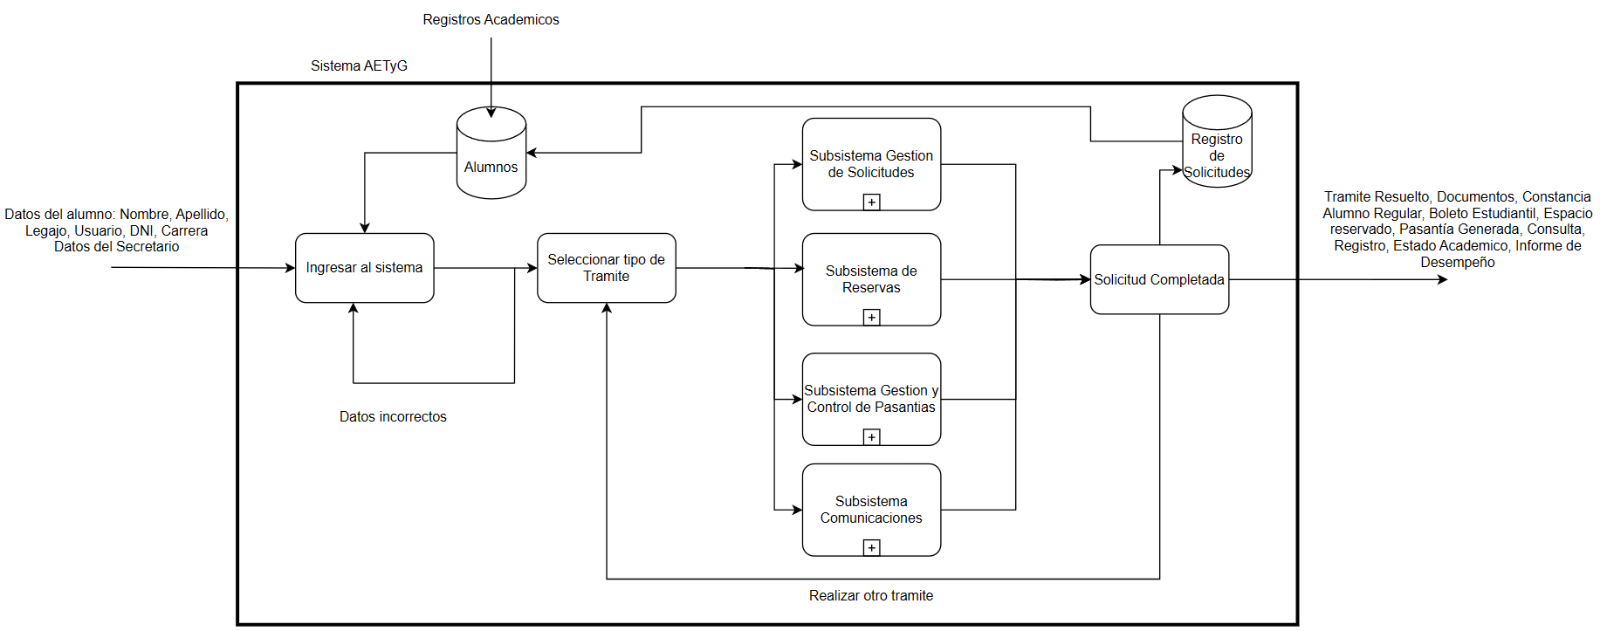 Registros Academicos
Sistema AETyG
Alumnos
Registro
de
Solicitudes
Subsistema Gestion
de Solicitudes
Datos del alumno: Nombre, Apellido,
Legajo, Usuario, DNI, Carrera
Datos del Secretario
Ingresar al sistema
Seleccionar tipo de
Tramite
Subsistema de
Reservas
Solicitud Completada
Tramite Resuelto, Documentos, Constancia
Alumno Regular, Boleto Estudiantil, Espacio
reservado, Pasantía Generada, Consulta,
Registro, Estado Academico, Informe de
Desempeño
Datos incorrectos
Subsistema Gestion y
Control de Pasantias
Subsistema
Comunicaciones
Realizar otro tramite